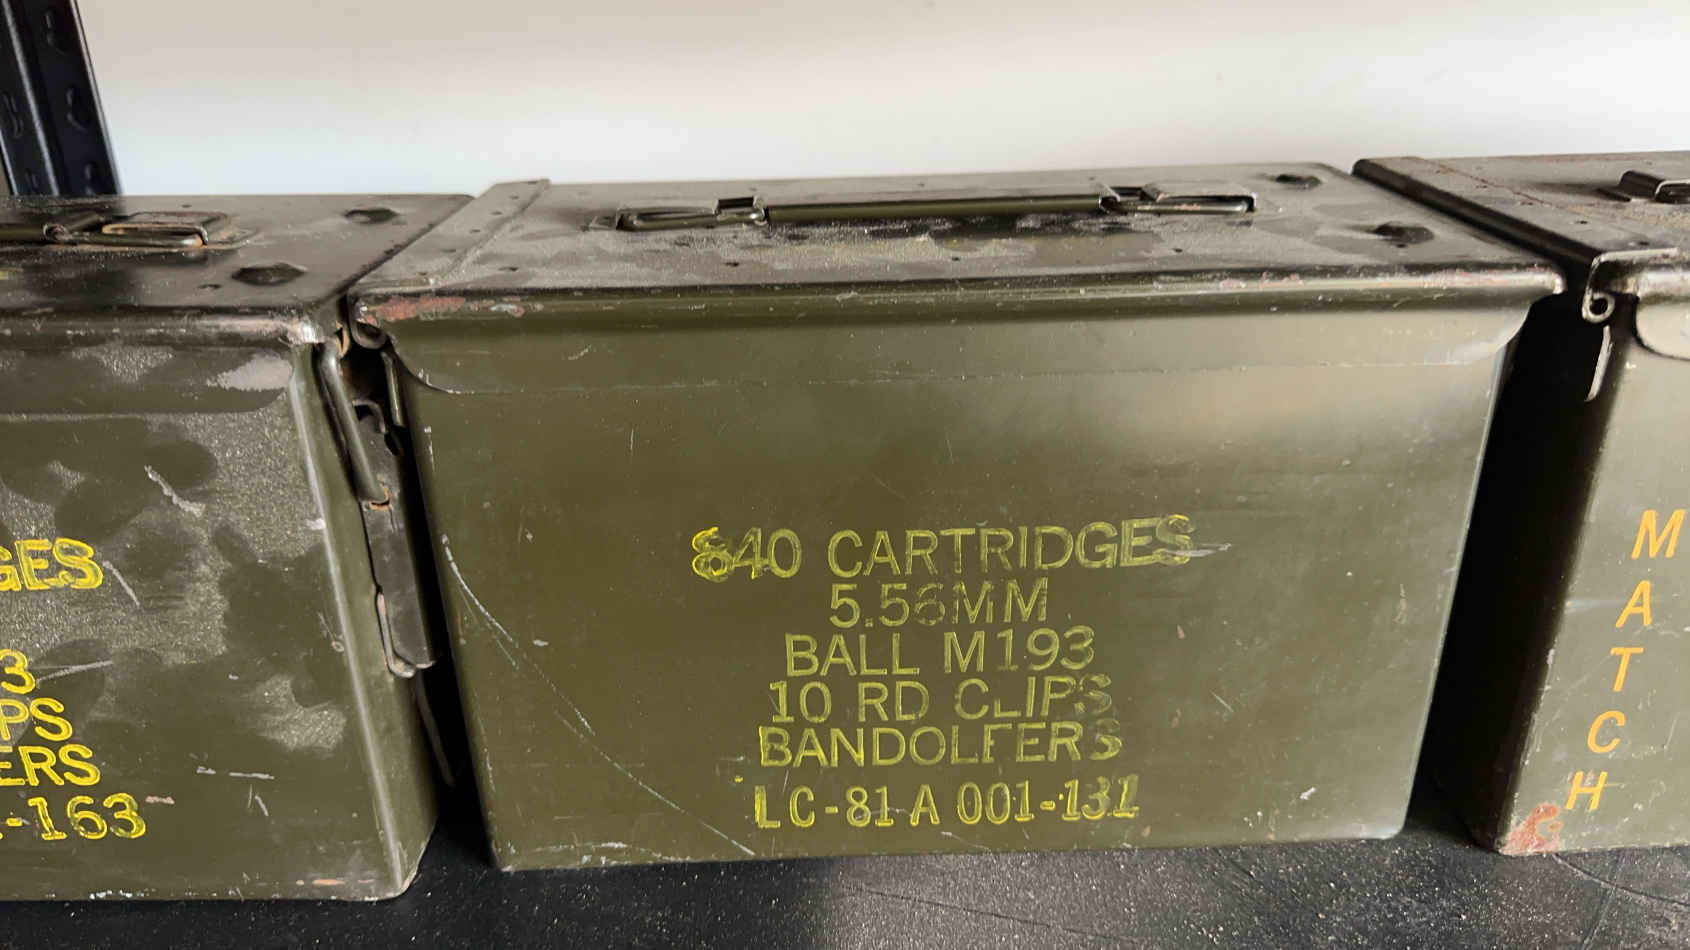 GES
3
PS
ERS
-163
840 CARTRIDGES
5.56MM
BALL M193
10 RD CLIPS
BANDOLEERS
LC-81 A 001-131
MATCH